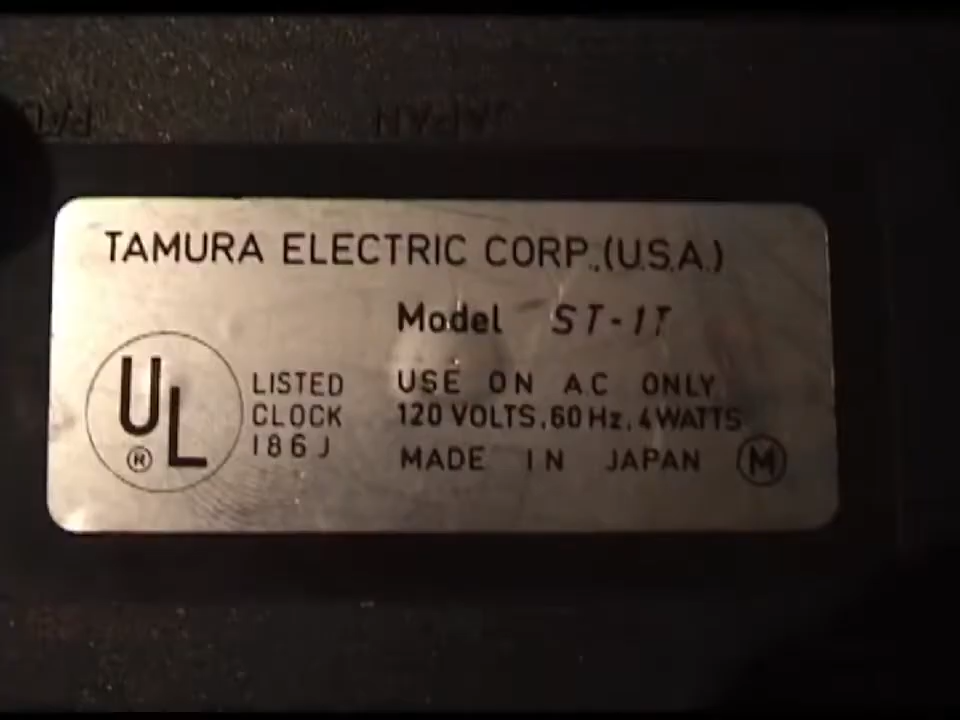 JAPAN
TAMURA ELECTRIC CORP., (U.S.A.)
Model ST-1T
UL
®
LISTED
CLOCK
186J
USE ON A.C ONLY
120 VOLTS, 60 Hz, 4 WATTS
MADE IN JAPAN M